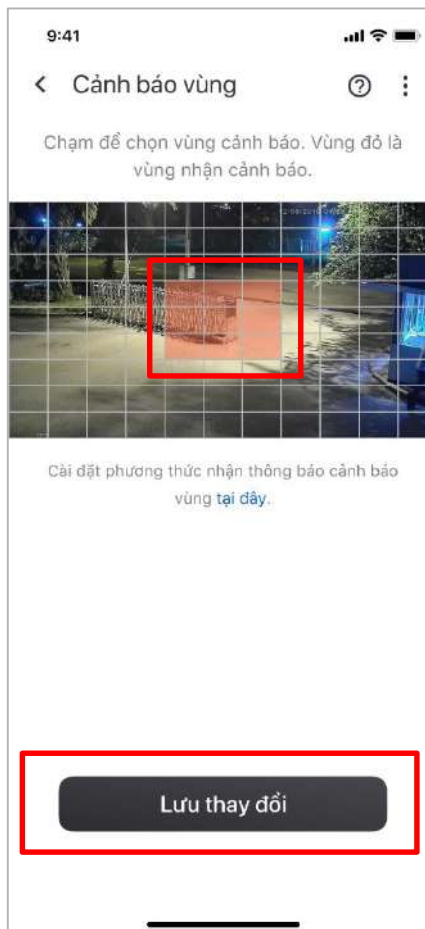 9:41
Cảnh báo vùng
Chạm để chọn vùng cảnh báo. Vùng đỏ là
vùng nhận cảnh báo.
Cài đặt phương thức nhận thông báo cảnh báo
vùng tại đây.
Lưu thay đổi